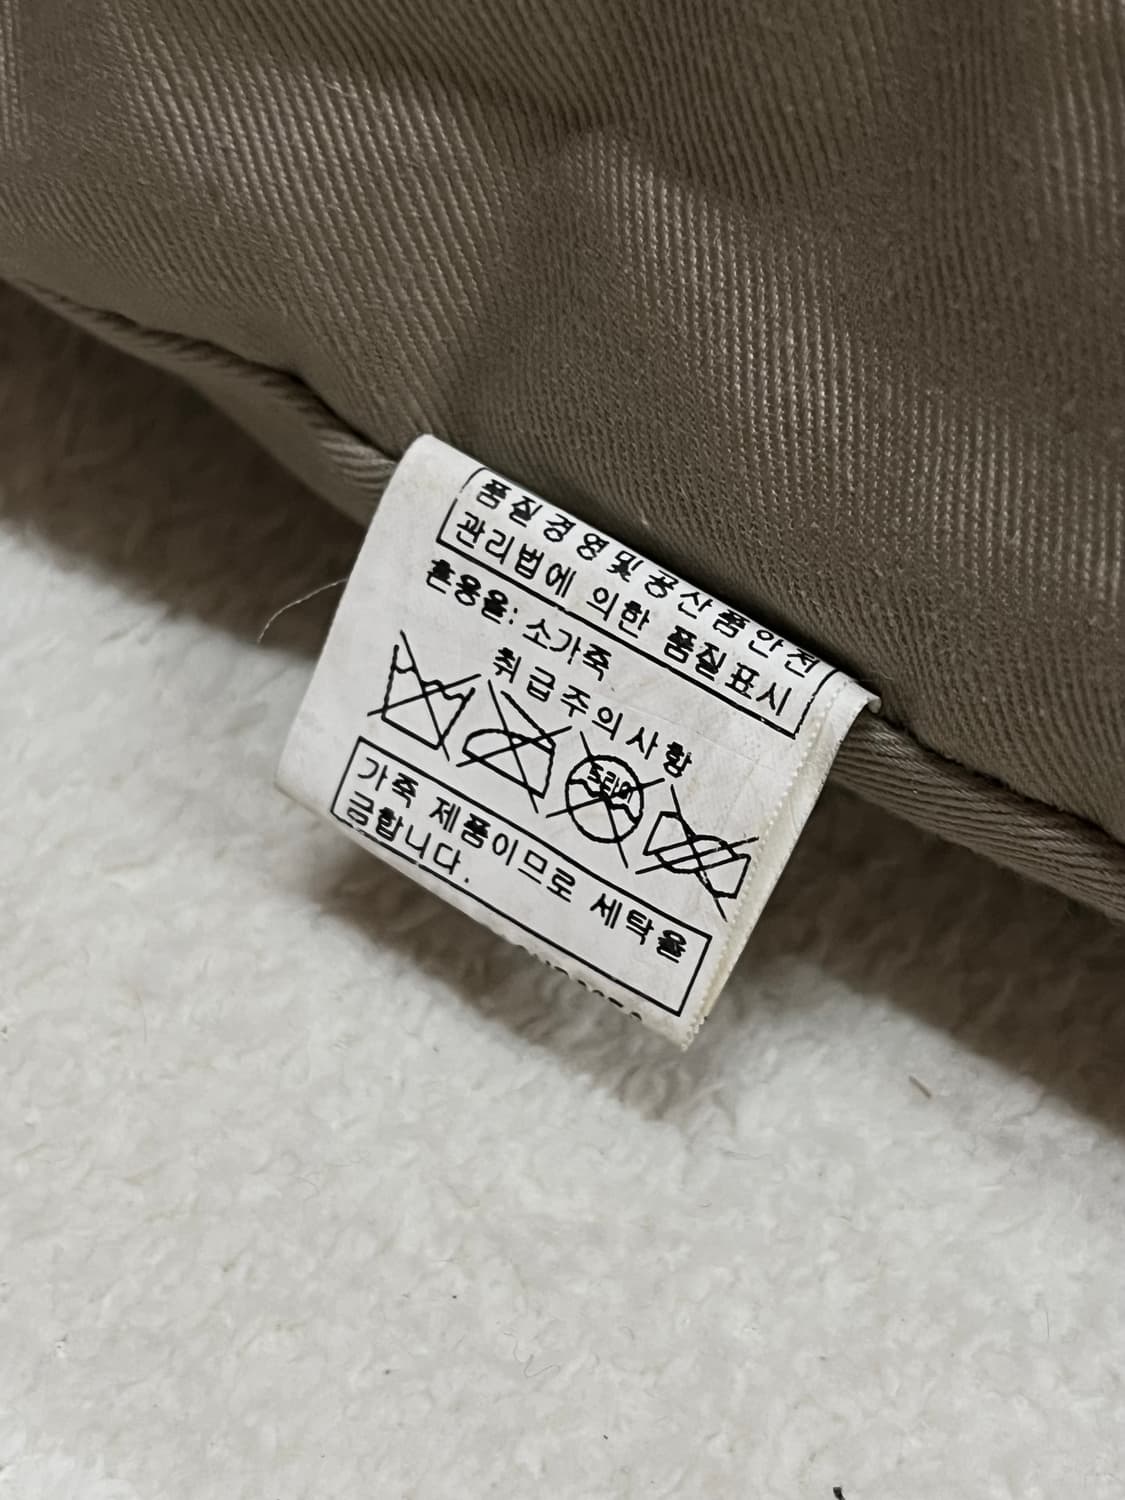 품질경영및공산품안전
관리법에 의한 품질표시
혼용율: 소가죽
취급주의사항
드라이
가죽 제품이므로 세탁을
금합니다.